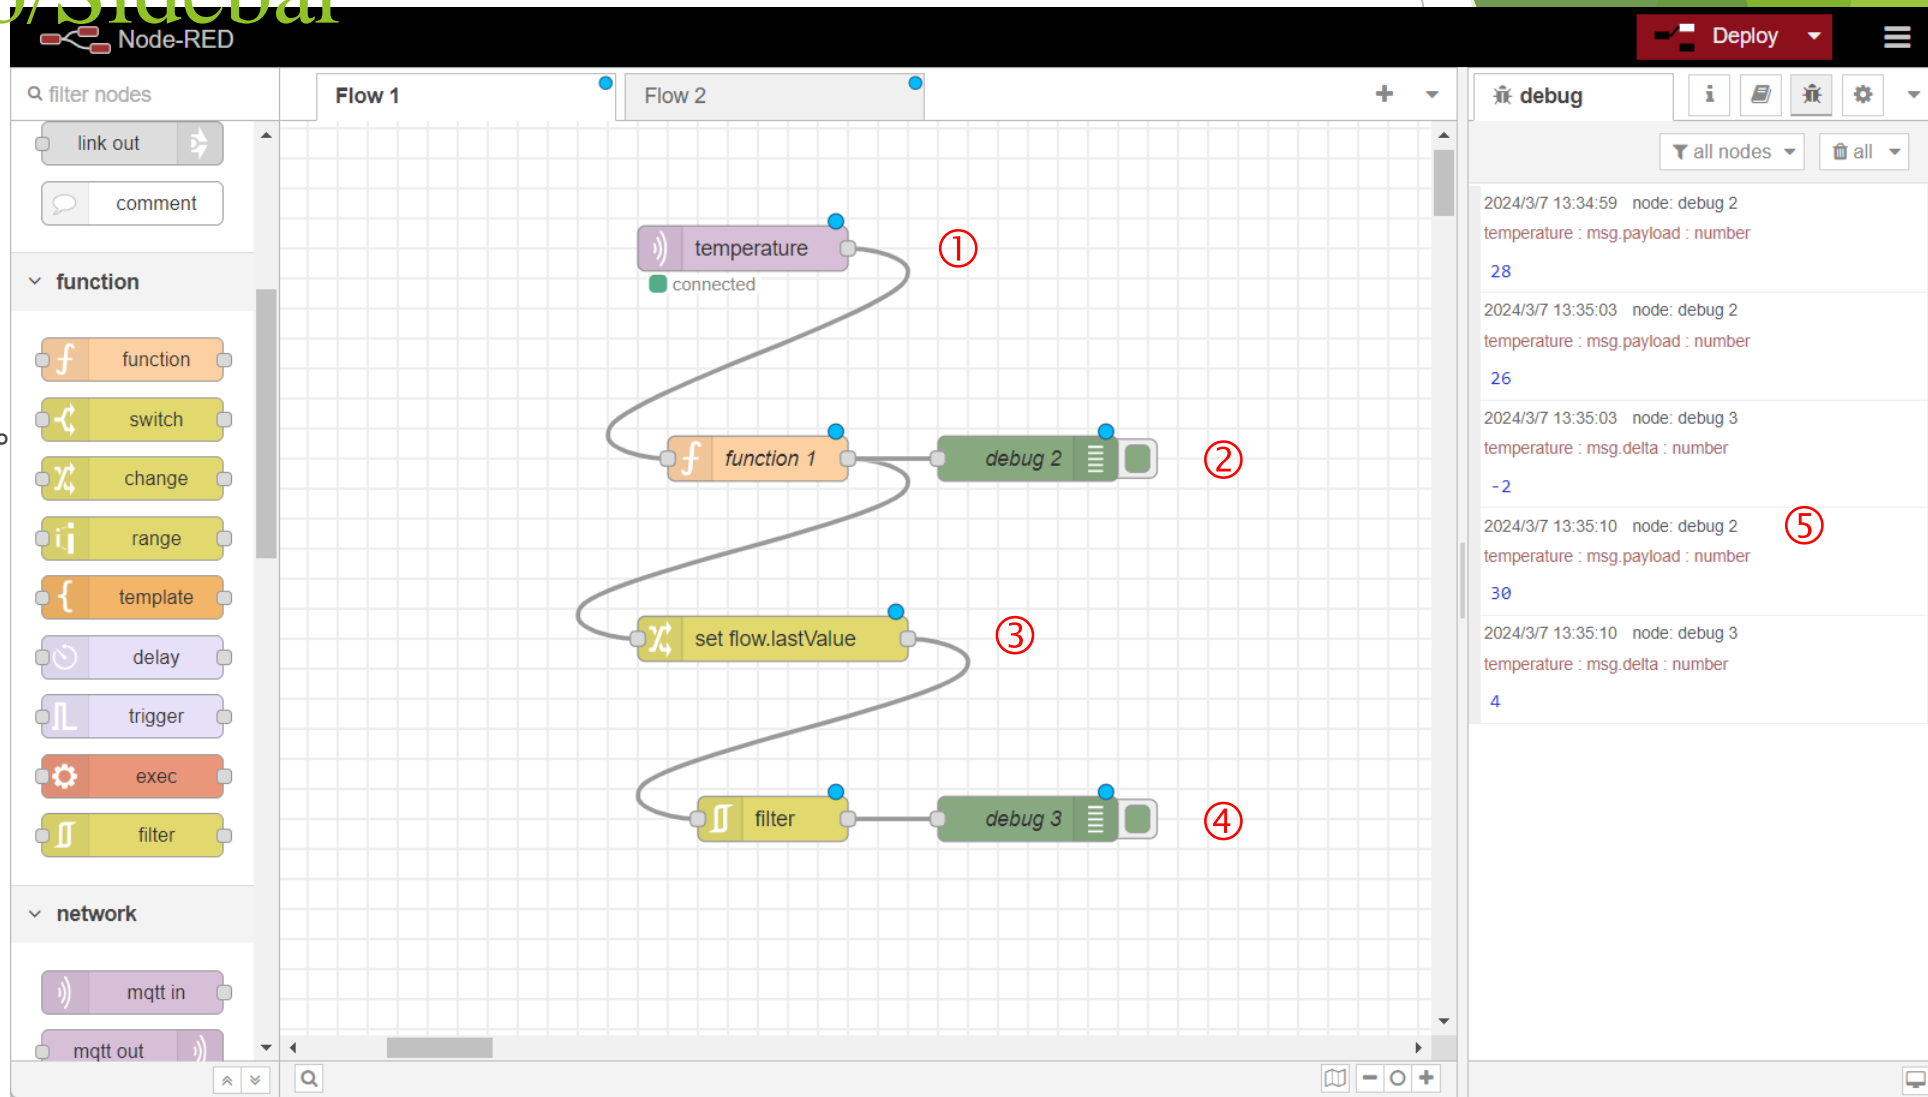 o/Sidebar
Node-RED
Deploy
filter nodes
Flow 1
Flow 2
debug
all nodes
all
link out
comment
function
function
switch
change
range
template
delay
trigger
exec
filter
network
mqtt in
mqtt out
temperature
connected
①
function 1
debug 2
②
set flow.lastValue
③
filter
debug 3
④
2024/3/7 13:34:59 node: debug 2
temperature : msg.payload : number
28
2024/3/7 13:35:03 node: debug 2
temperature : msg.payload : number
26
2024/3/7 13:35:03 node: debug 3
temperature : msg.delta : number
-2
2024/3/7 13:35:10 node: debug 2
⑤
temperature : msg.payload : number
30
2024/3/7 13:35:10 node: debug 3
temperature : msg.delta : number
4